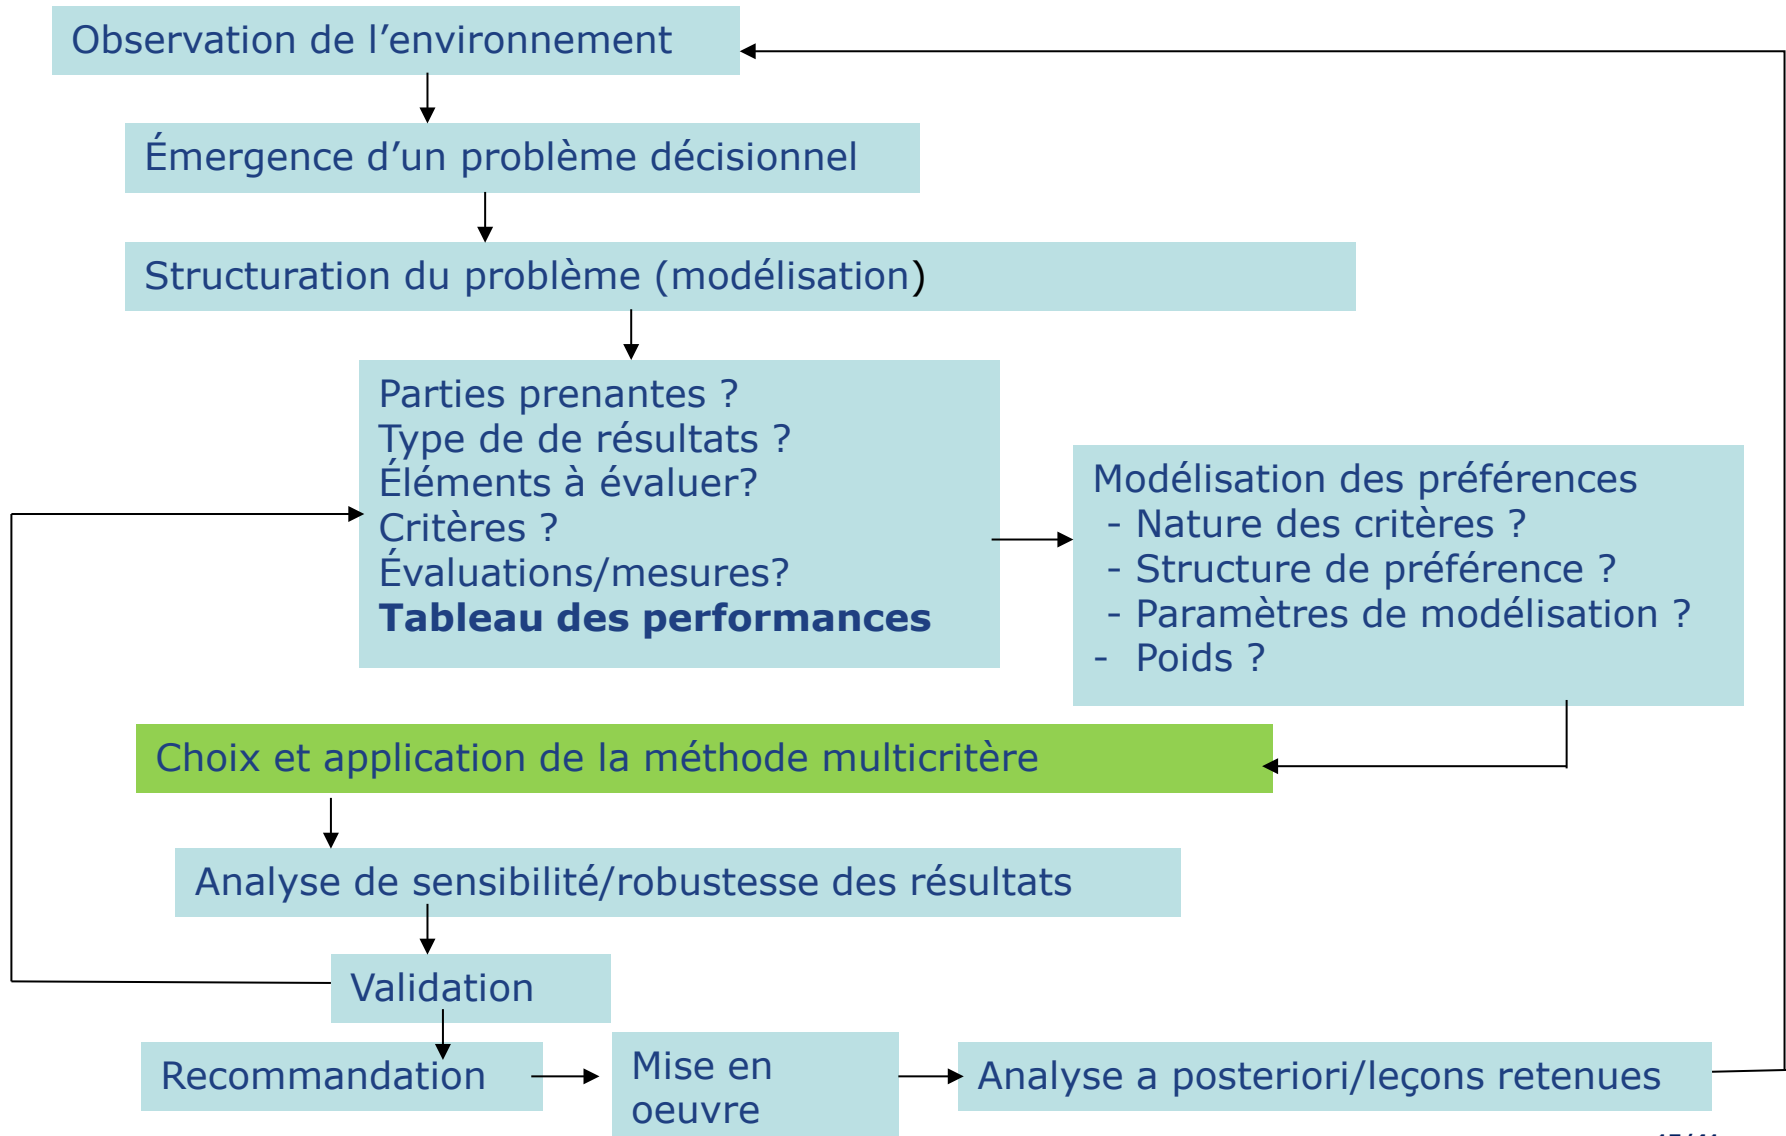 Observation de l’environnement
Émergence d’un problème décisionnel
Structuration du problème (modélisation)
Parties prenantes ?
Type de de résultats ?
Éléments à évaluer?
Critères ?
Évaluations/mesures?
Tableau des performances
Modélisation des préférences
- Nature des critères ?
- Structure de préférence ?
- Paramètres de modélisation ?
- Poids ?
Choix et application de la méthode multicritère
Analyse de sensibilité/robustesse des résultats
Validation
Recommandation
Mise en
oeuvre
Analyse a posteriori/leçons retenues